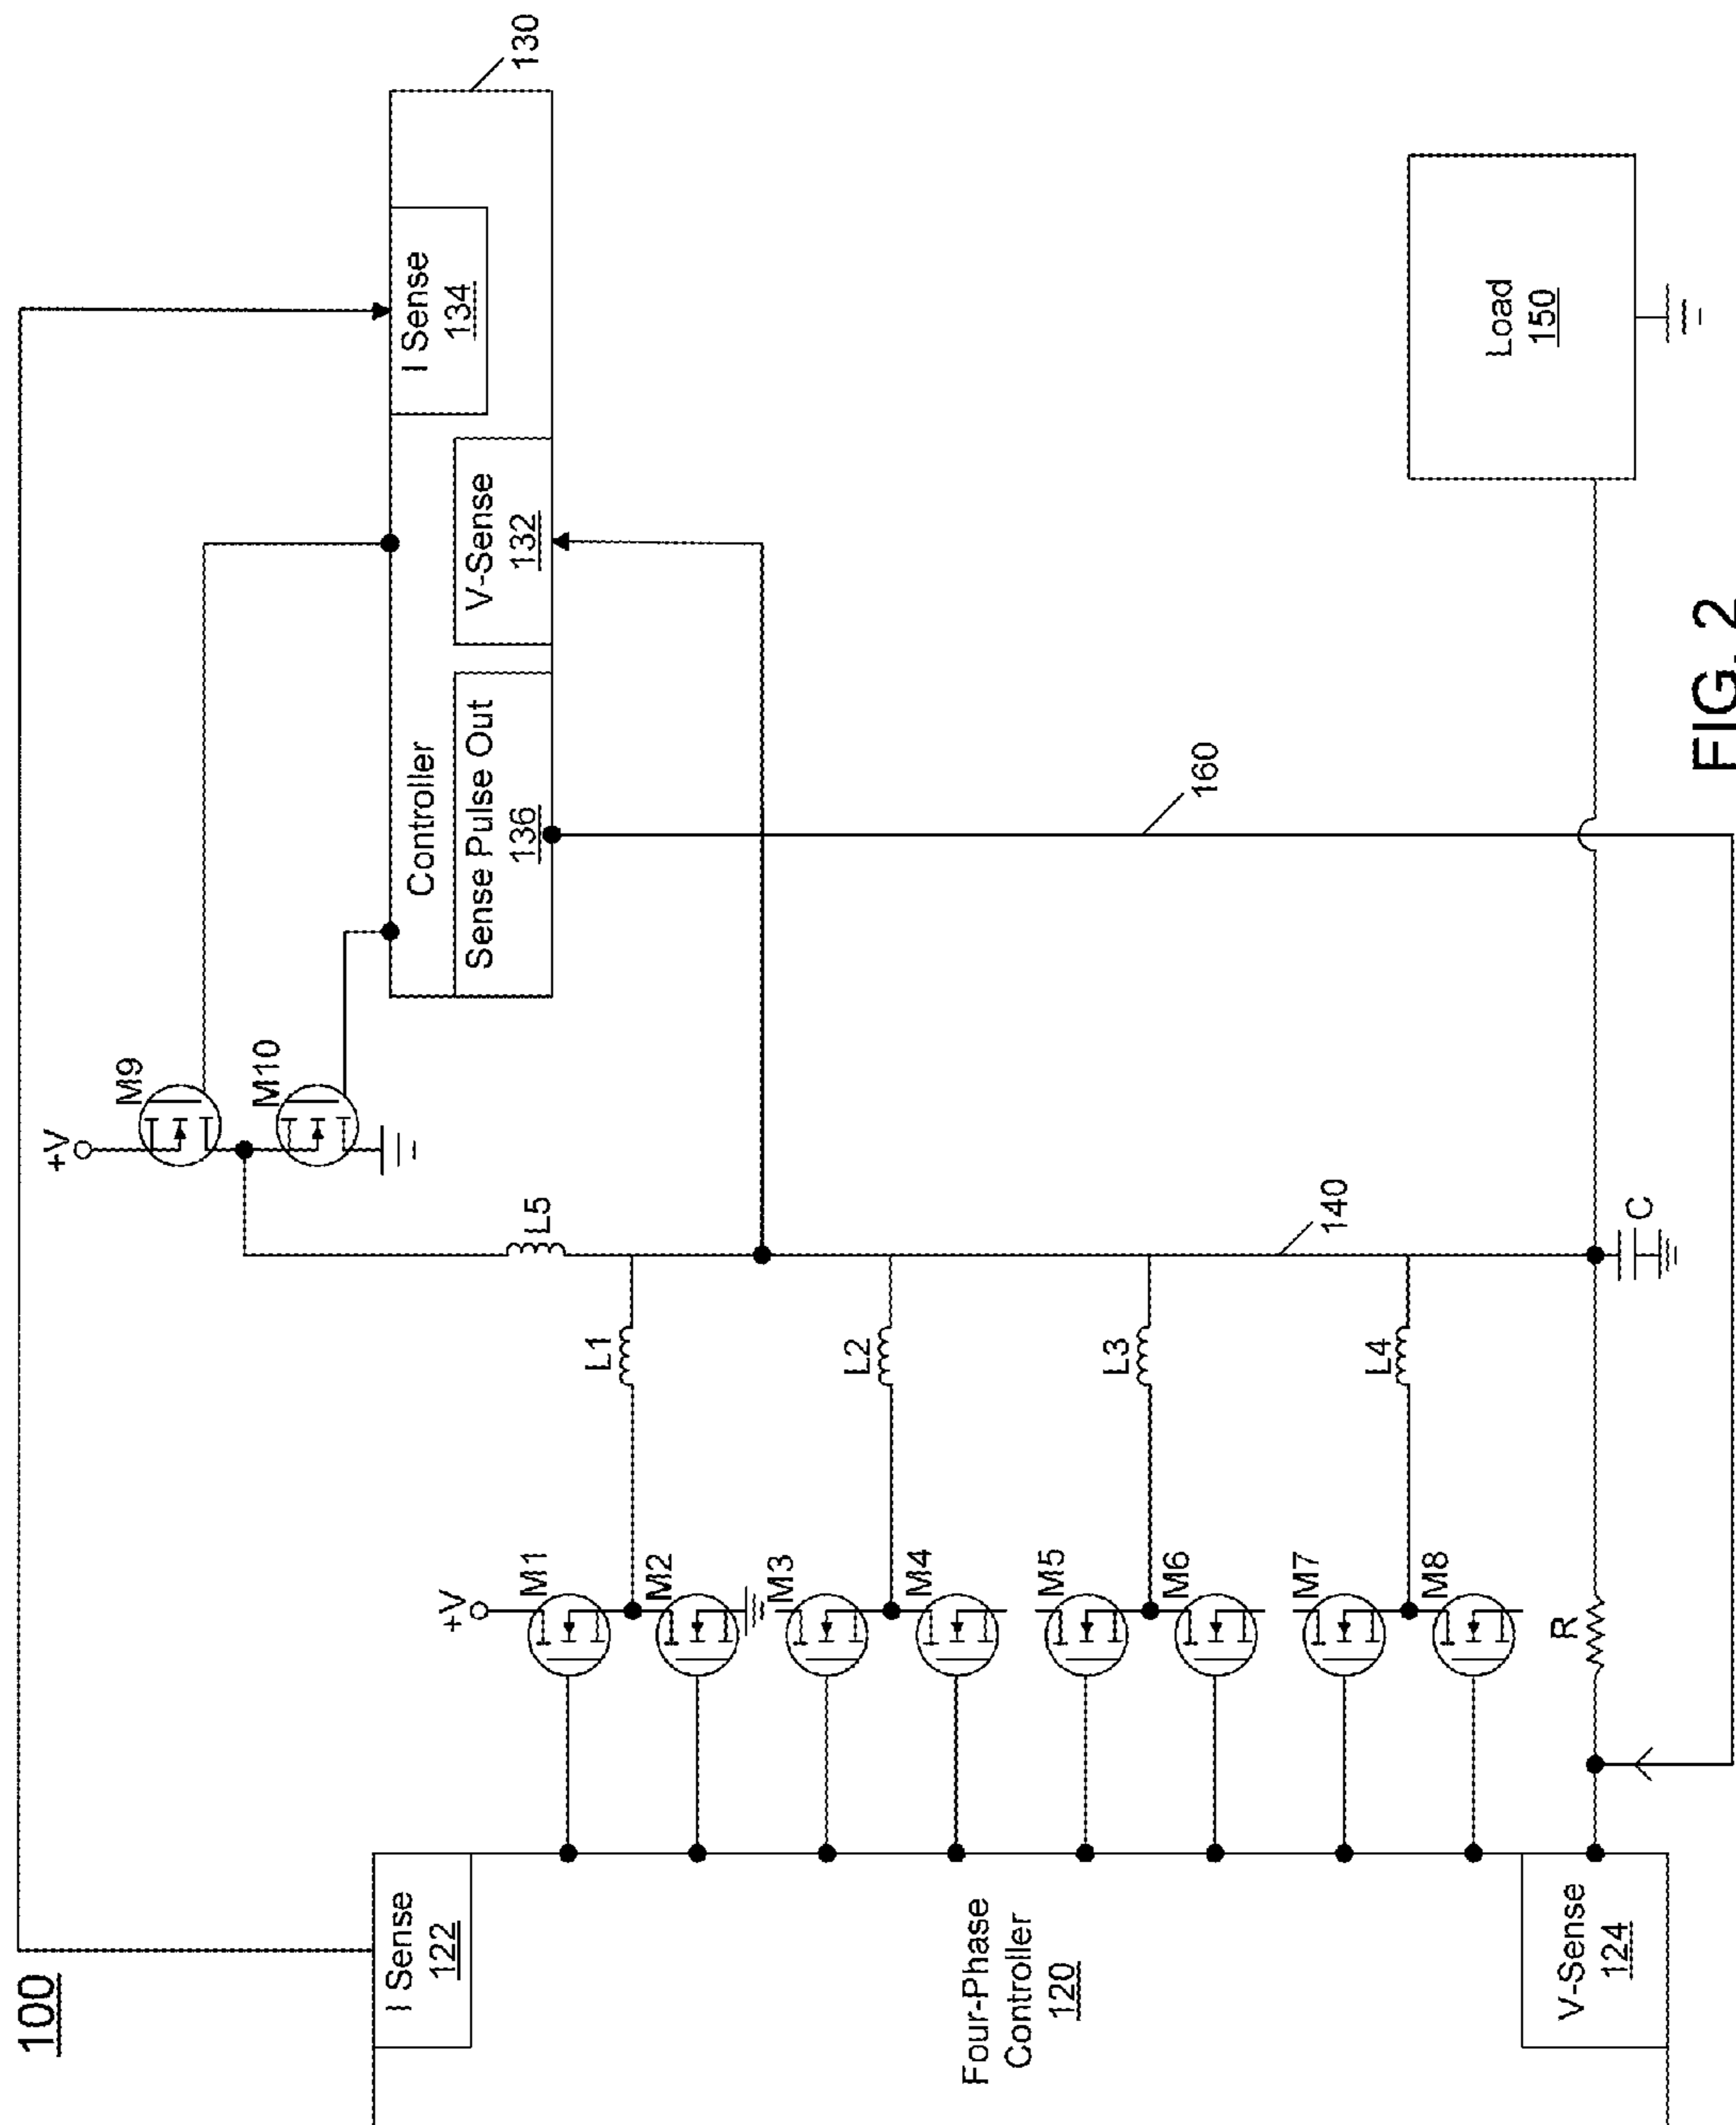 100
I Sense
122
Four-Phase
Controller
120
V-Sense
124
+V
M1
M2
M3
M4
M5
M6
M7
M8
L1
L2
L3
L4
L5
R
C
140
+V
M9
M10
Controller
Sense Pulse Out
136
V-Sense
132
I Sense
134
130
160
Load
150
FIG. 2